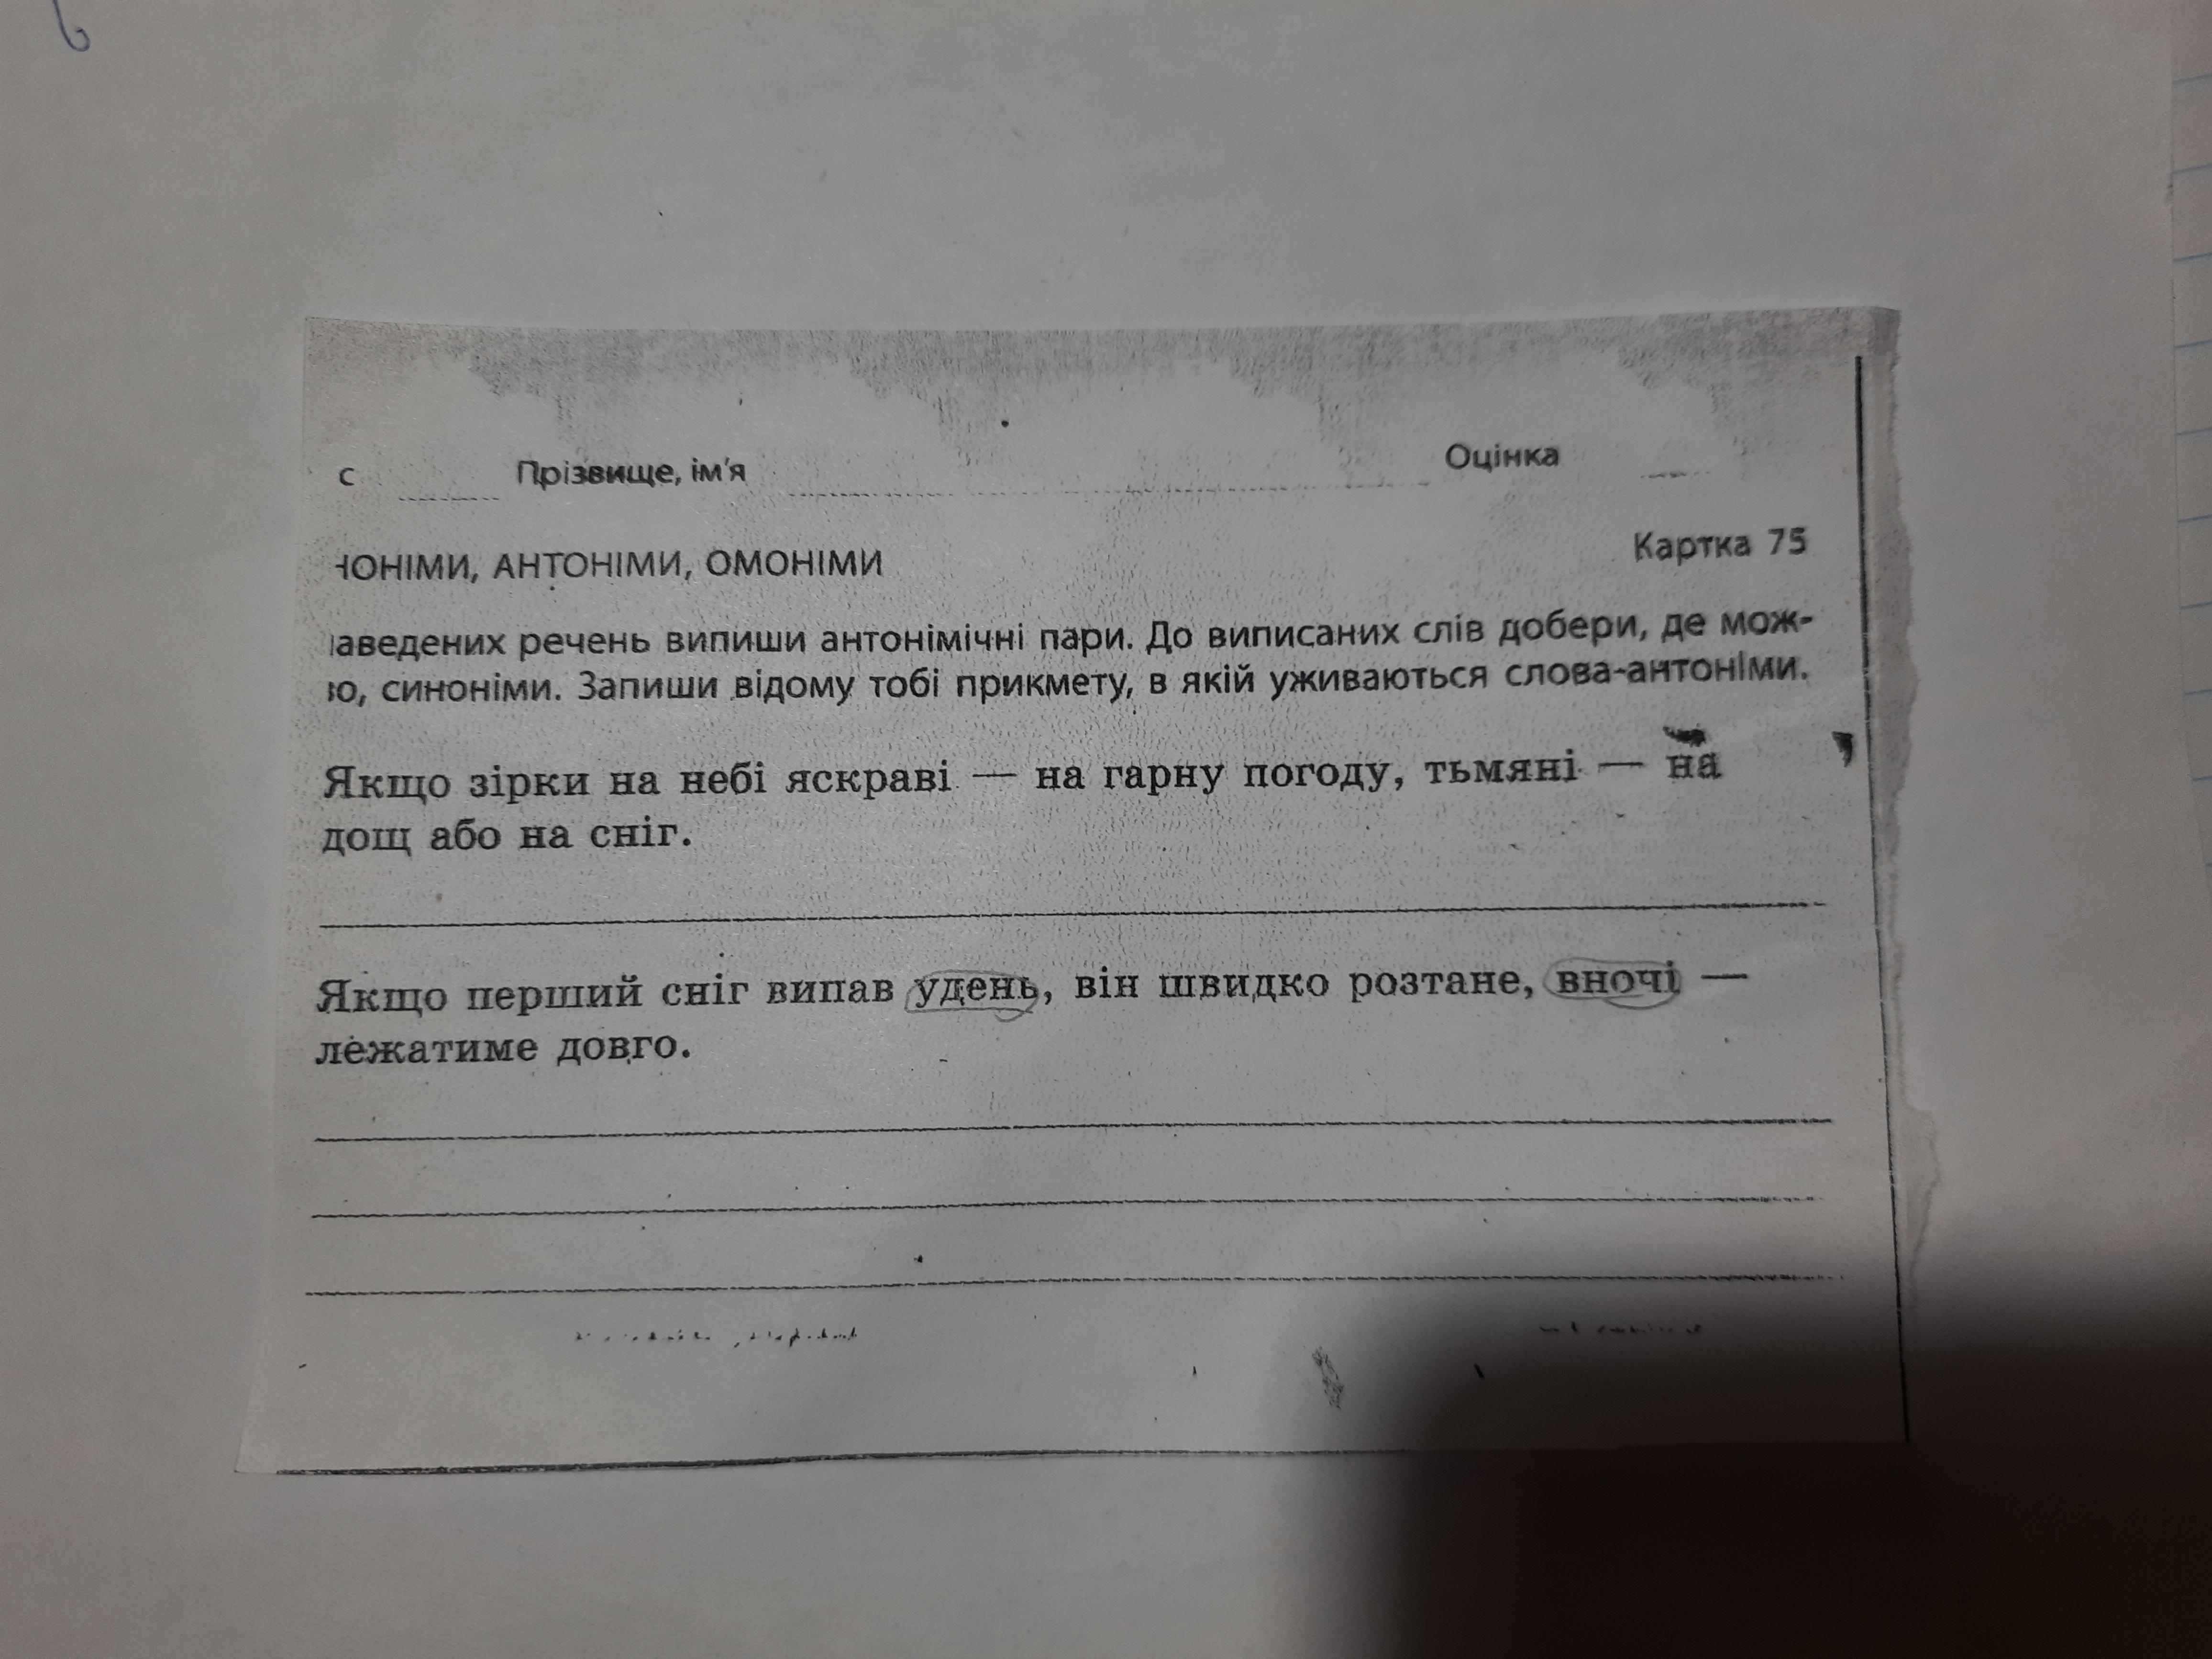 с Прізвище, ім'я Оцінка
НОНІМИ, АНТОНІМИ, ОМОНІМИ Картка 75
наведених речень випиши антонімічні пари. До виписаних слів добери, де мож-
ю, синоніми. Запиши відому тобі прикмету, в якій уживаються слова-антоніми.
Якщо зірки на небі яскраві — на гарну погоду, тьмяні — на
дощ або на сніг.
Якщо перший сніг випав удень, він швидко розтане, вночі —
лежатиме довго.